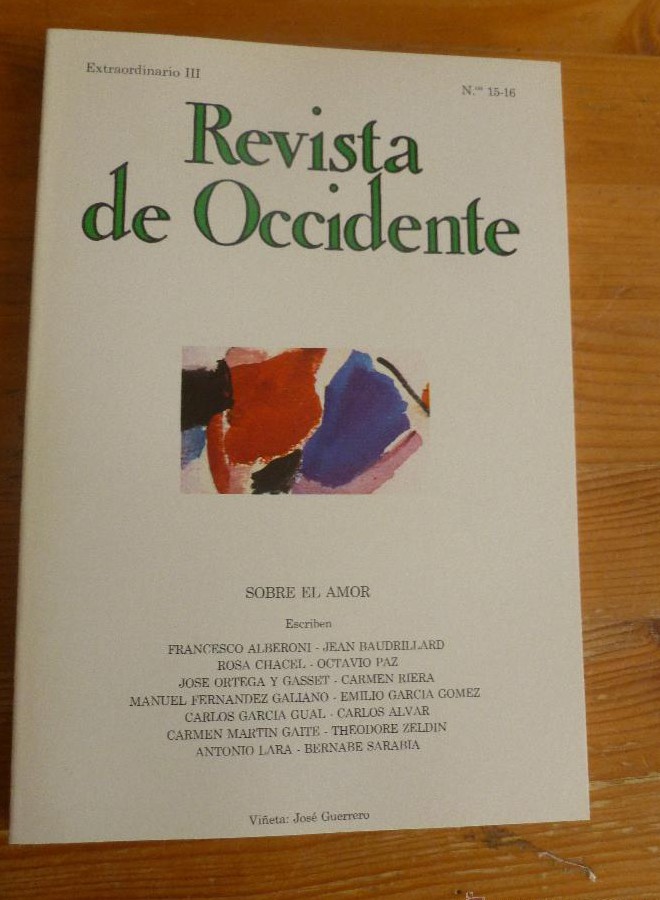 Extraordinario III
N.os 15-16
Revista
de Occidente
SOBRE EL AMOR
Escriben
FRANCESCO ALBERONI - JEAN BAUDRILLARD
ROSA CHACEL - OCTAVIO PAZ
JOSE ORTEGA Y GASSET - CARMEN RIERA
MANUEL FERNANDEZ GALIANO - EMILIO GARCIA GOMEZ
CARLOS GARCIA GUAL - CARLOS ALVAR
CARMEN MARTIN GAITE - THEODORE ZELDIN
ANTONIO LARA - BERNABE SARABIA
Viñeta: José Guerrero